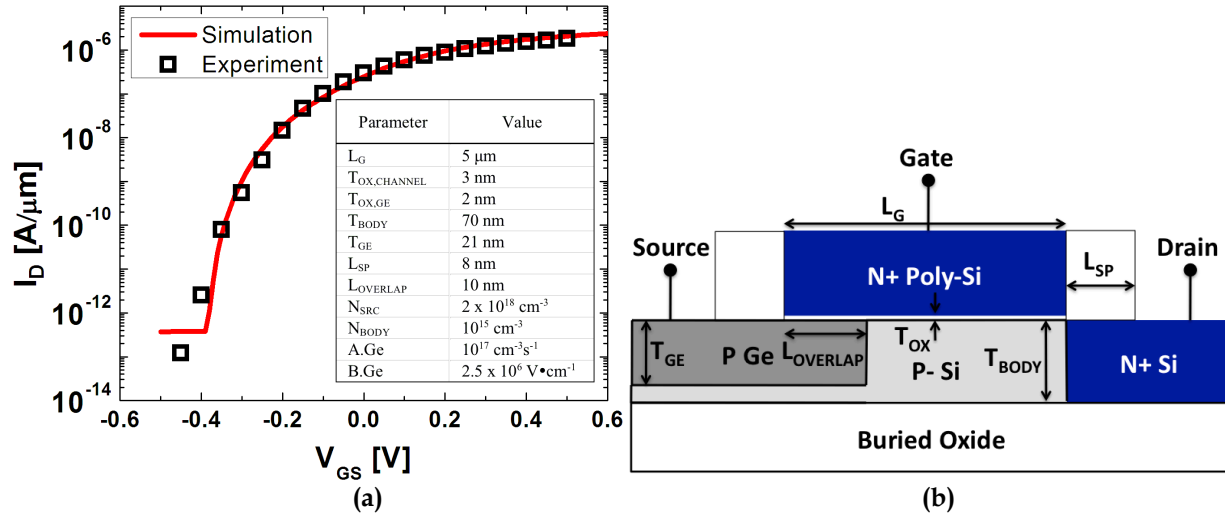 Simulation
Experiment
10⁻⁶
10⁻⁸
10⁻¹⁰
10⁻¹²
10⁻¹⁴
I_D [A/μm]
Parameter Value
L_G 5 μm
T_OX,CHANNEL 3 nm
T_OX,GE 2 nm
T_BODY 70 nm
T_GE 21 nm
L_SP 8 nm
L_OVERLAP 10 nm
N_SRC 2 x 10¹⁸ cm⁻³
N_BODY 10¹⁵ cm⁻³
A.Ge 10¹⁷ cm⁻³s⁻¹
B.Ge 2.5 x 10⁶ V•cm⁻¹
-0.6 -0.4 -0.2 0.0 0.2 0.4 0.6
V_GS [V]
(a)
Gate
L_G
Source
Drain
L_SP
N+ Poly-Si
T_GE
P Ge
L_OVERLAP
T_OX
P- Si
T_BODY
N+ Si
Buried Oxide
(b)